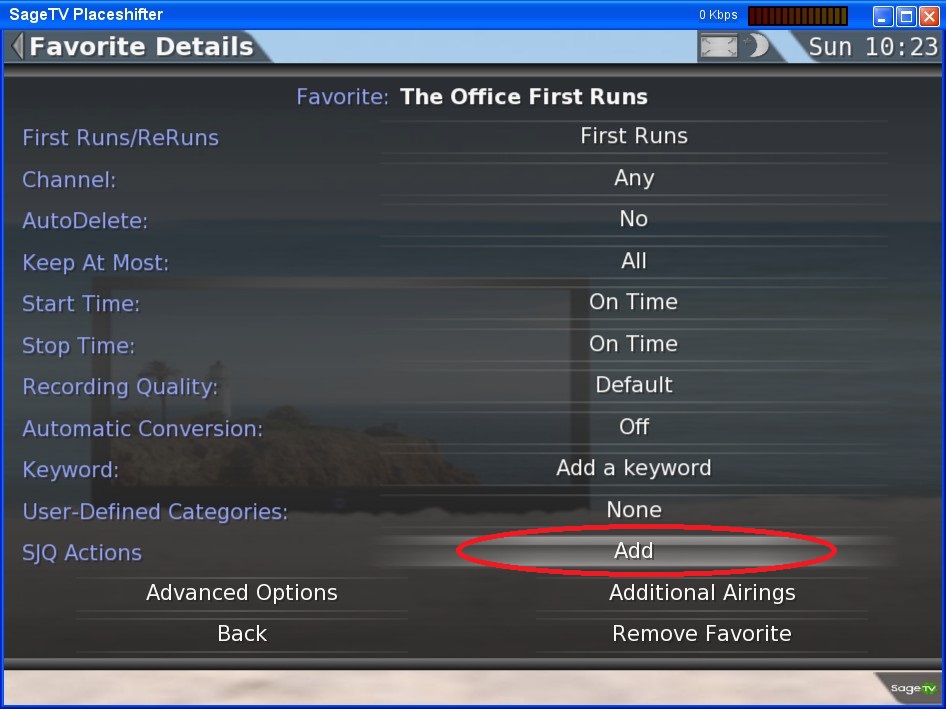 SageTV Placeshifter 0 Kbps
Favorite Details Sun 10:23
Favorite: The Office First Runs
First Runs/ReRuns First Runs
Channel: Any
AutoDelete: No
Keep At Most: All
Start Time: On Time
Stop Time: On Time
Recording Quality: Default
Automatic Conversion: Off
Keyword: Add a keyword
User-Defined Categories: None
SJQ Actions Add
Advanced Options Additional Airings
Back Remove Favorite
SageTV